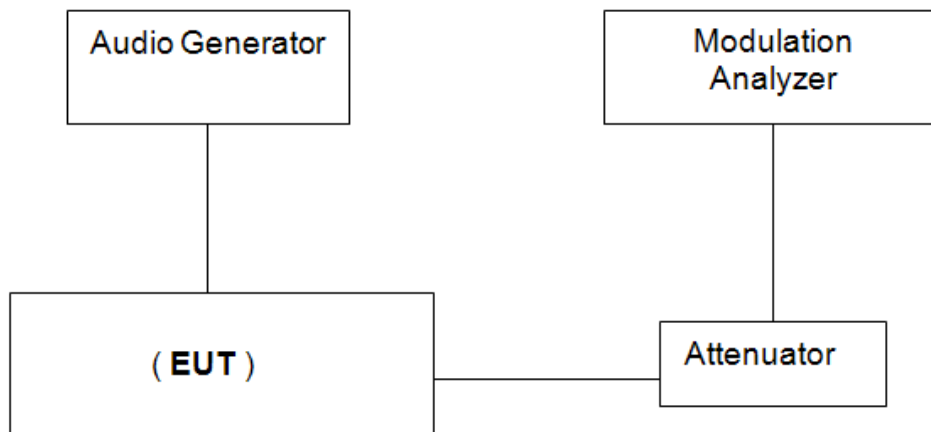 Audio Generator
Modulation
Analyzer
( EUT )
Attenuator